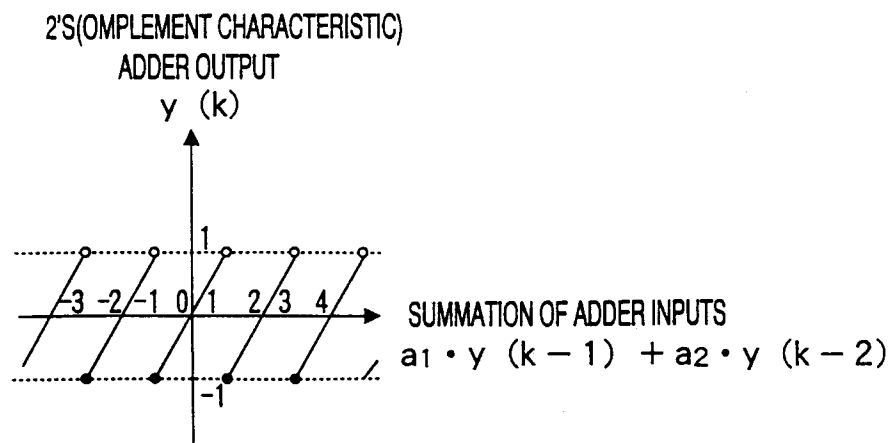 2'S(OMPLEMENT CHARACTERISTIC)
ADDER OUTPUT
y (k)
1
-3 -2 -1 0 1 2 3 4
SUMMATION OF ADDER INPUTS
a1・y (k－1) ＋a2・y (k－2)
-1